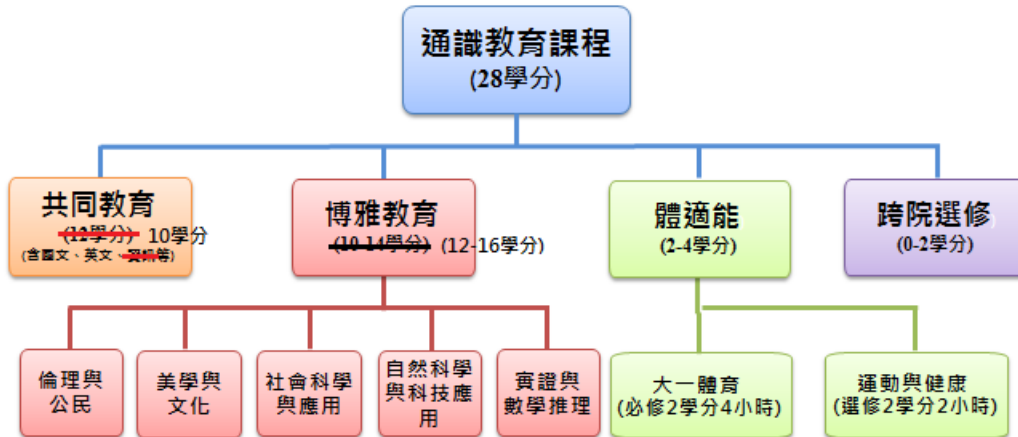 通識教育課程
(28學分)
共同教育
(12學分) 10學分
(含國文、英文、資訊等)
博雅教育
(10-14學分) (12-16學分)
體適能
(2-4學分)
跨院選修
(0-2學分)
倫理與
公民
美學與
文化
社會科學
與應用
自然科學
與科技應
用
實證與
數學推理
大一體育
(必修2學分4小時)
運動與健康
(選修2學分2小時)